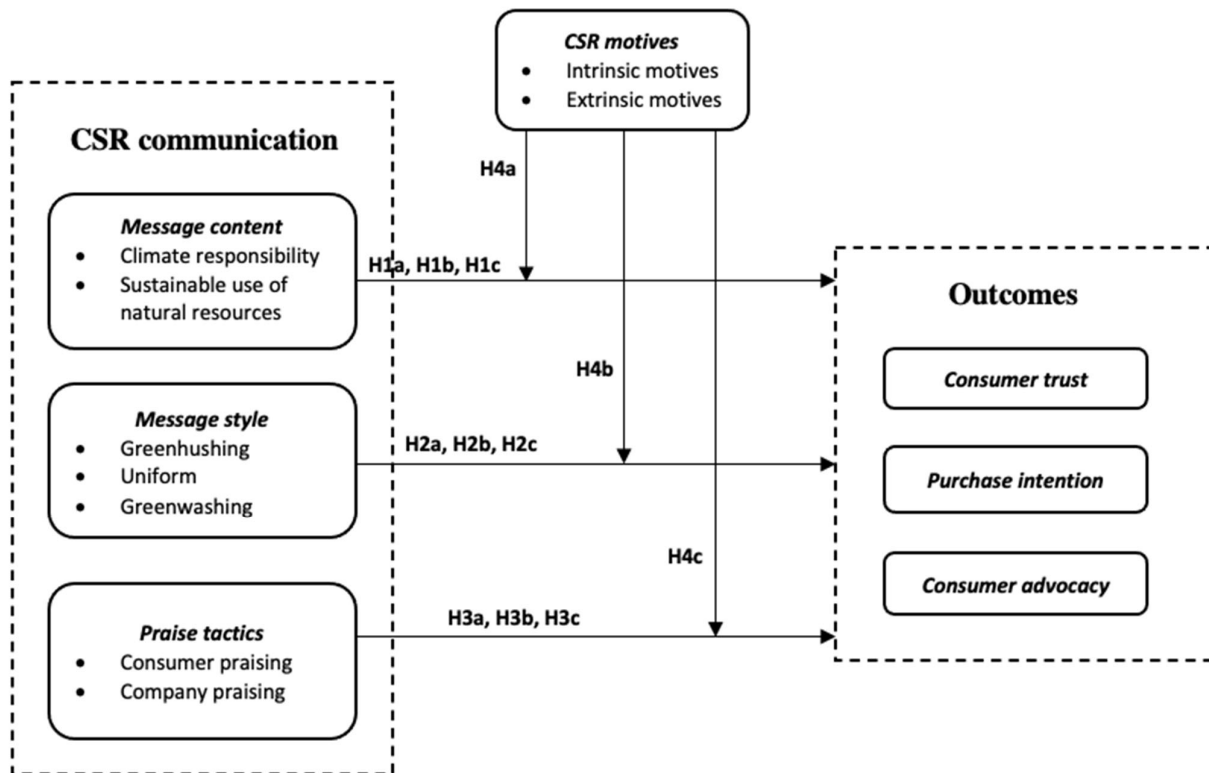 CSR motives
• Intrinsic motives
• Extrinsic motives
CSR communication
H4a
Message content
• Climate responsibility
• Sustainable use of
natural resources
H1a, H1b, H1c
Outcomes
H4b
Consumer trust
Message style
• Greenhushing
• Uniform
• Greenwashing
H2a, H2b, H2c
Purchase intention
H4c
Consumer advocacy
H3a, H3b, H3c
Praise tactics
• Consumer praising
• Company praising